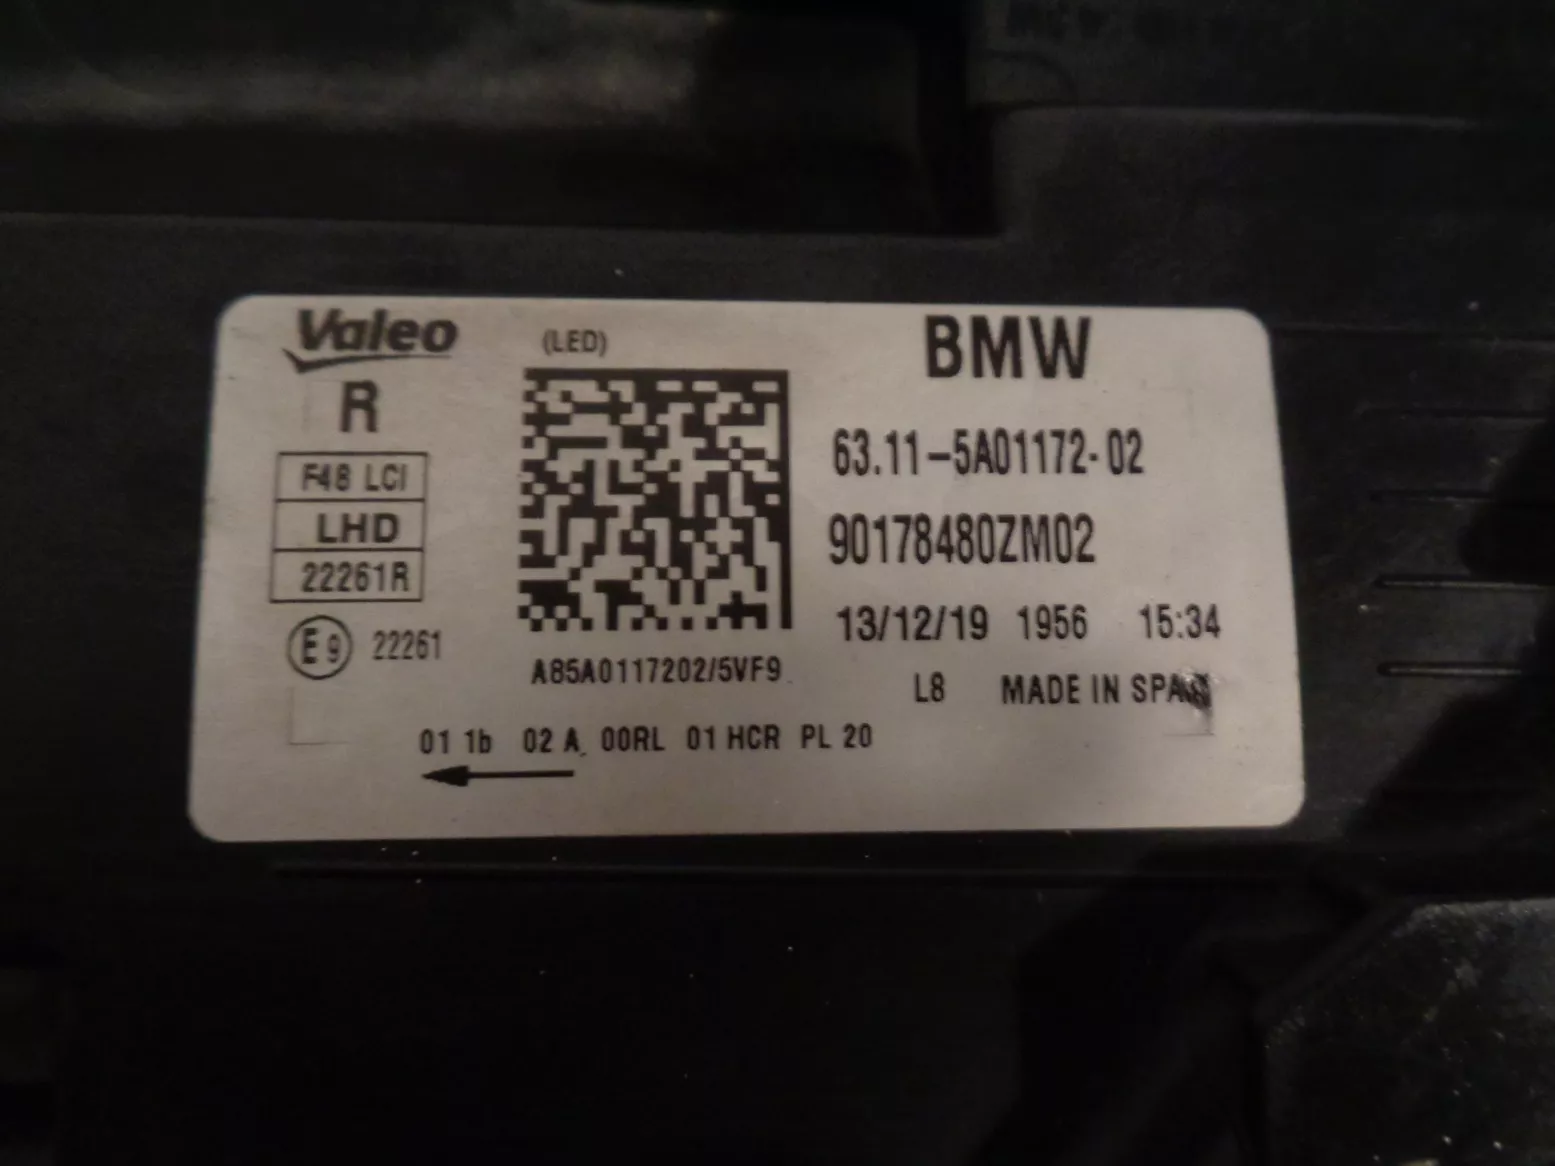 Valeo
(LED)
BMW
R
63.11-5A01172-02
F48 LCI
LHD
90178480ZM02
22261R
13/12/19 1956 15:34
E9 22261
A85A0117202/5VF9
L8 MADE IN
01 1b 02 A 00RL 01 HCR PL 20